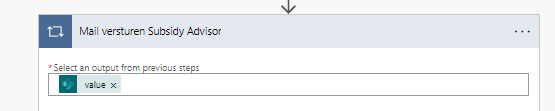 Mail versturen Subsidy Advisor
* Select an output from previous steps
value